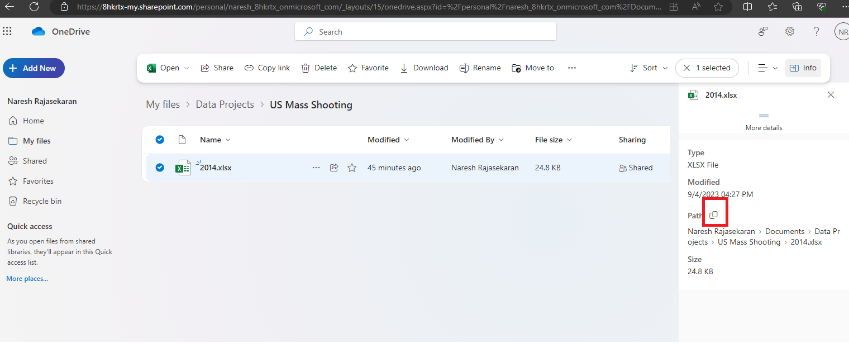 https://8hkrtx-my.sharepoint.com/personal/naresh_8hkrtx_onmicrosoft_com/_layouts/15/onedrive.aspx?id=%2Fpersonal%2Fnaresh_8hkrtx_onmicrosoft_com%2FDocum...
OneDrive
Search
NR
Add New
Open
Share
Copy link
Delete
Favorite
Download
Rename
Move to
...
Sort
1 selected
Info
Naresh Rajasekaran
Home
My files
Shared
Favorites
Recycle bin
Quick access
As you open files from shared
libraries, they'll appear in this Quick
access list.
More places...
My files > Data Projects > US Mass Shooting
Name Modified Modified By File size Sharing
2014.xlsx ... 45 minutes ago Naresh Rajasekaran 24.8 KB Shared
2014.xlsx
More details
Type
XLSX File
Modified
9/4/2023 04:27 PM
Path
Naresh Rajasekaran > Documents > Data Pr
ojects > US Mass Shooting > 2014.xlsx
Size
24.8 KB